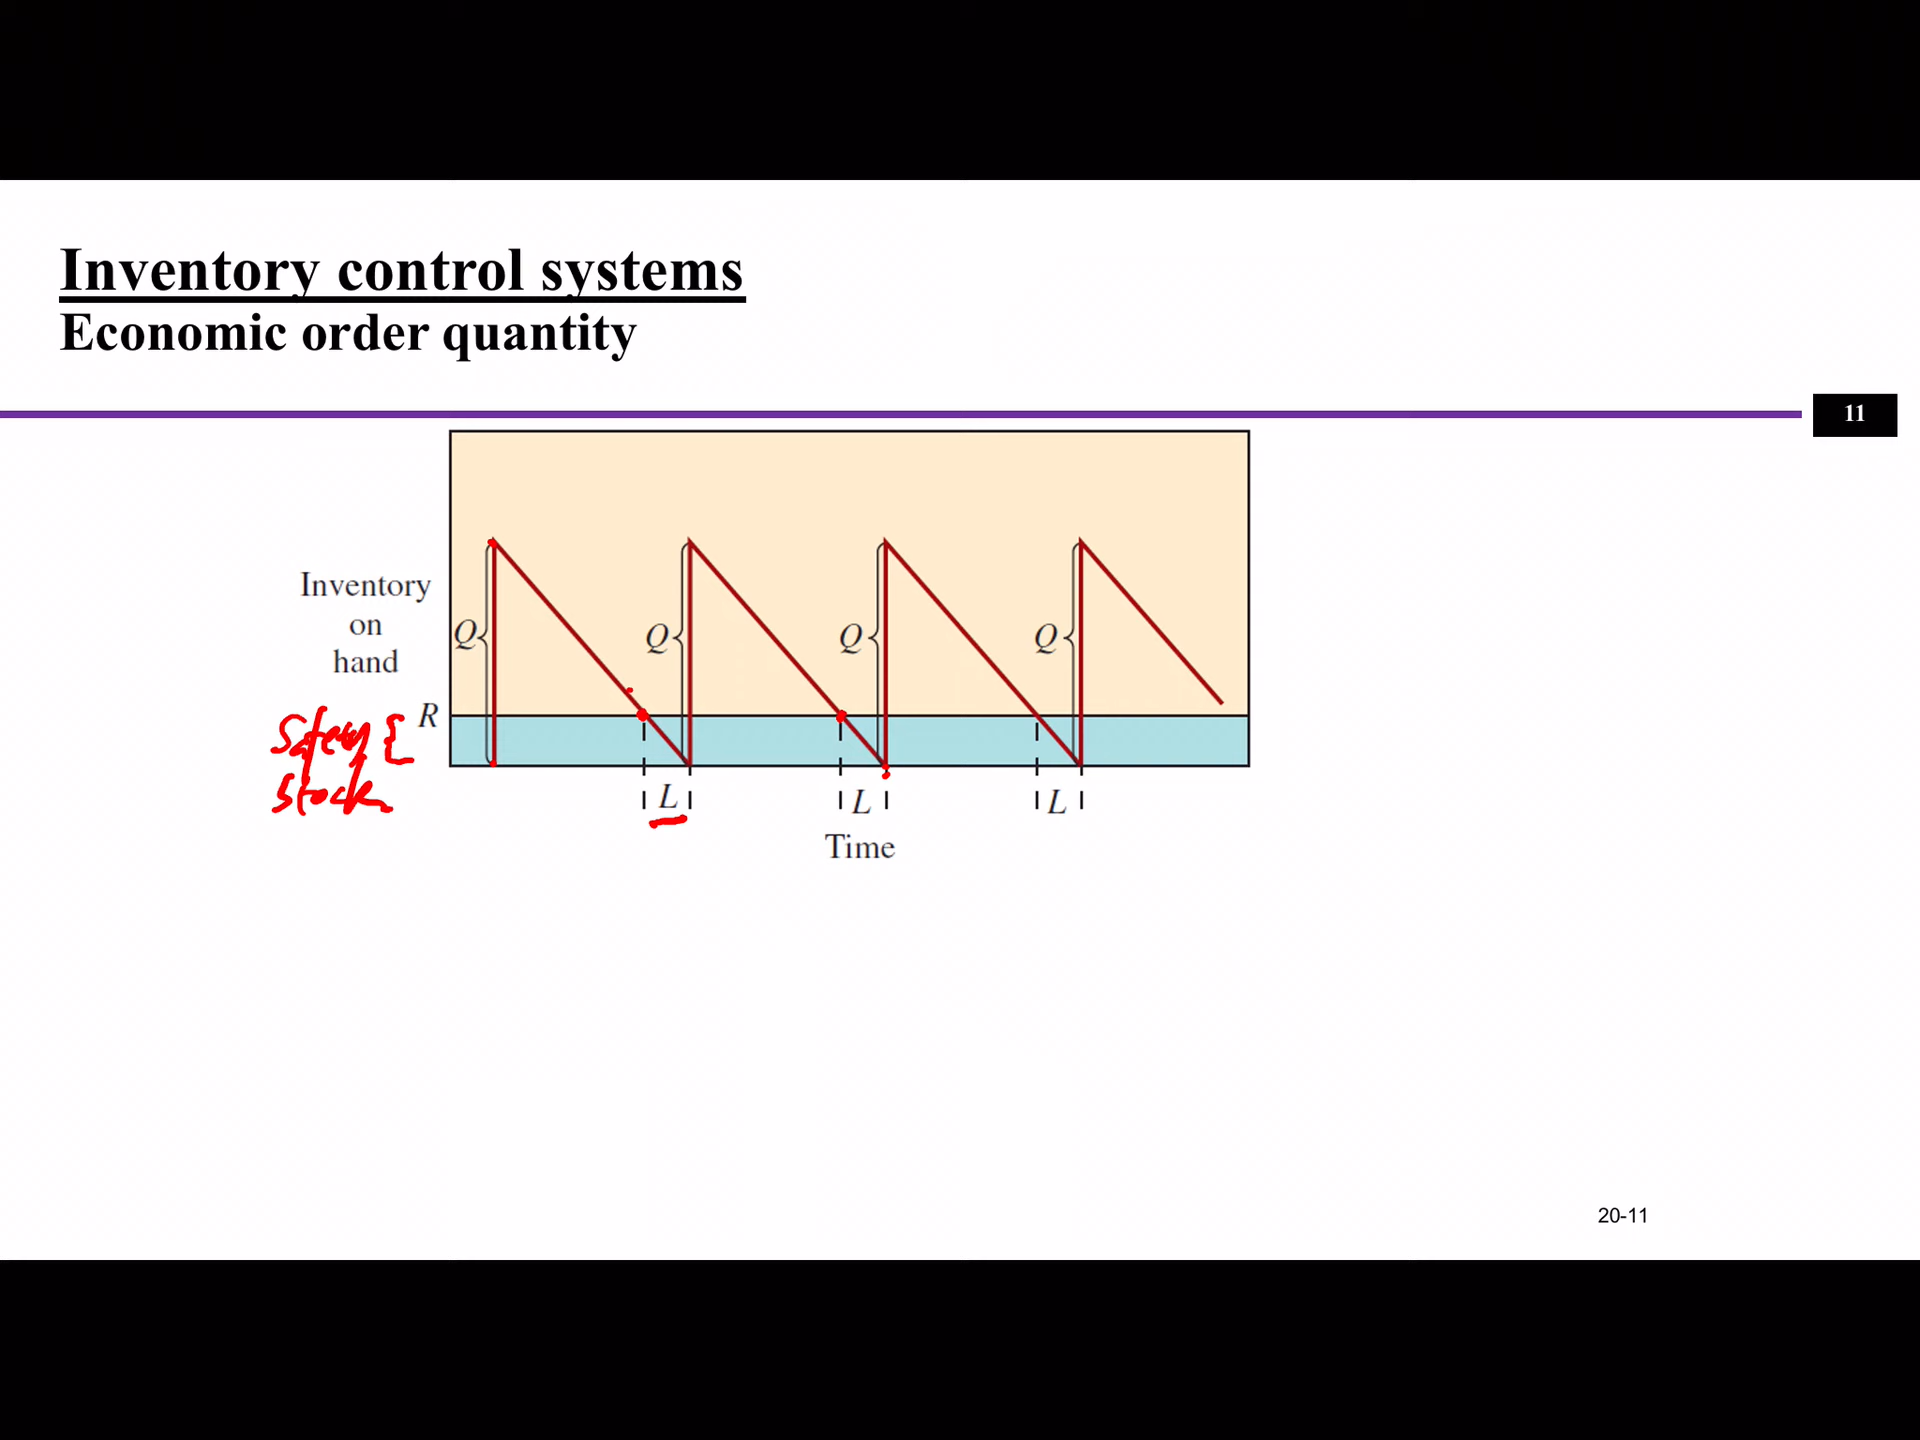 Inventory control systems
Economic order quantity
11
Inventory
on
hand
Q
Q
Q
Q
R
Safety {
Stock
L
L
L
Time
20-11